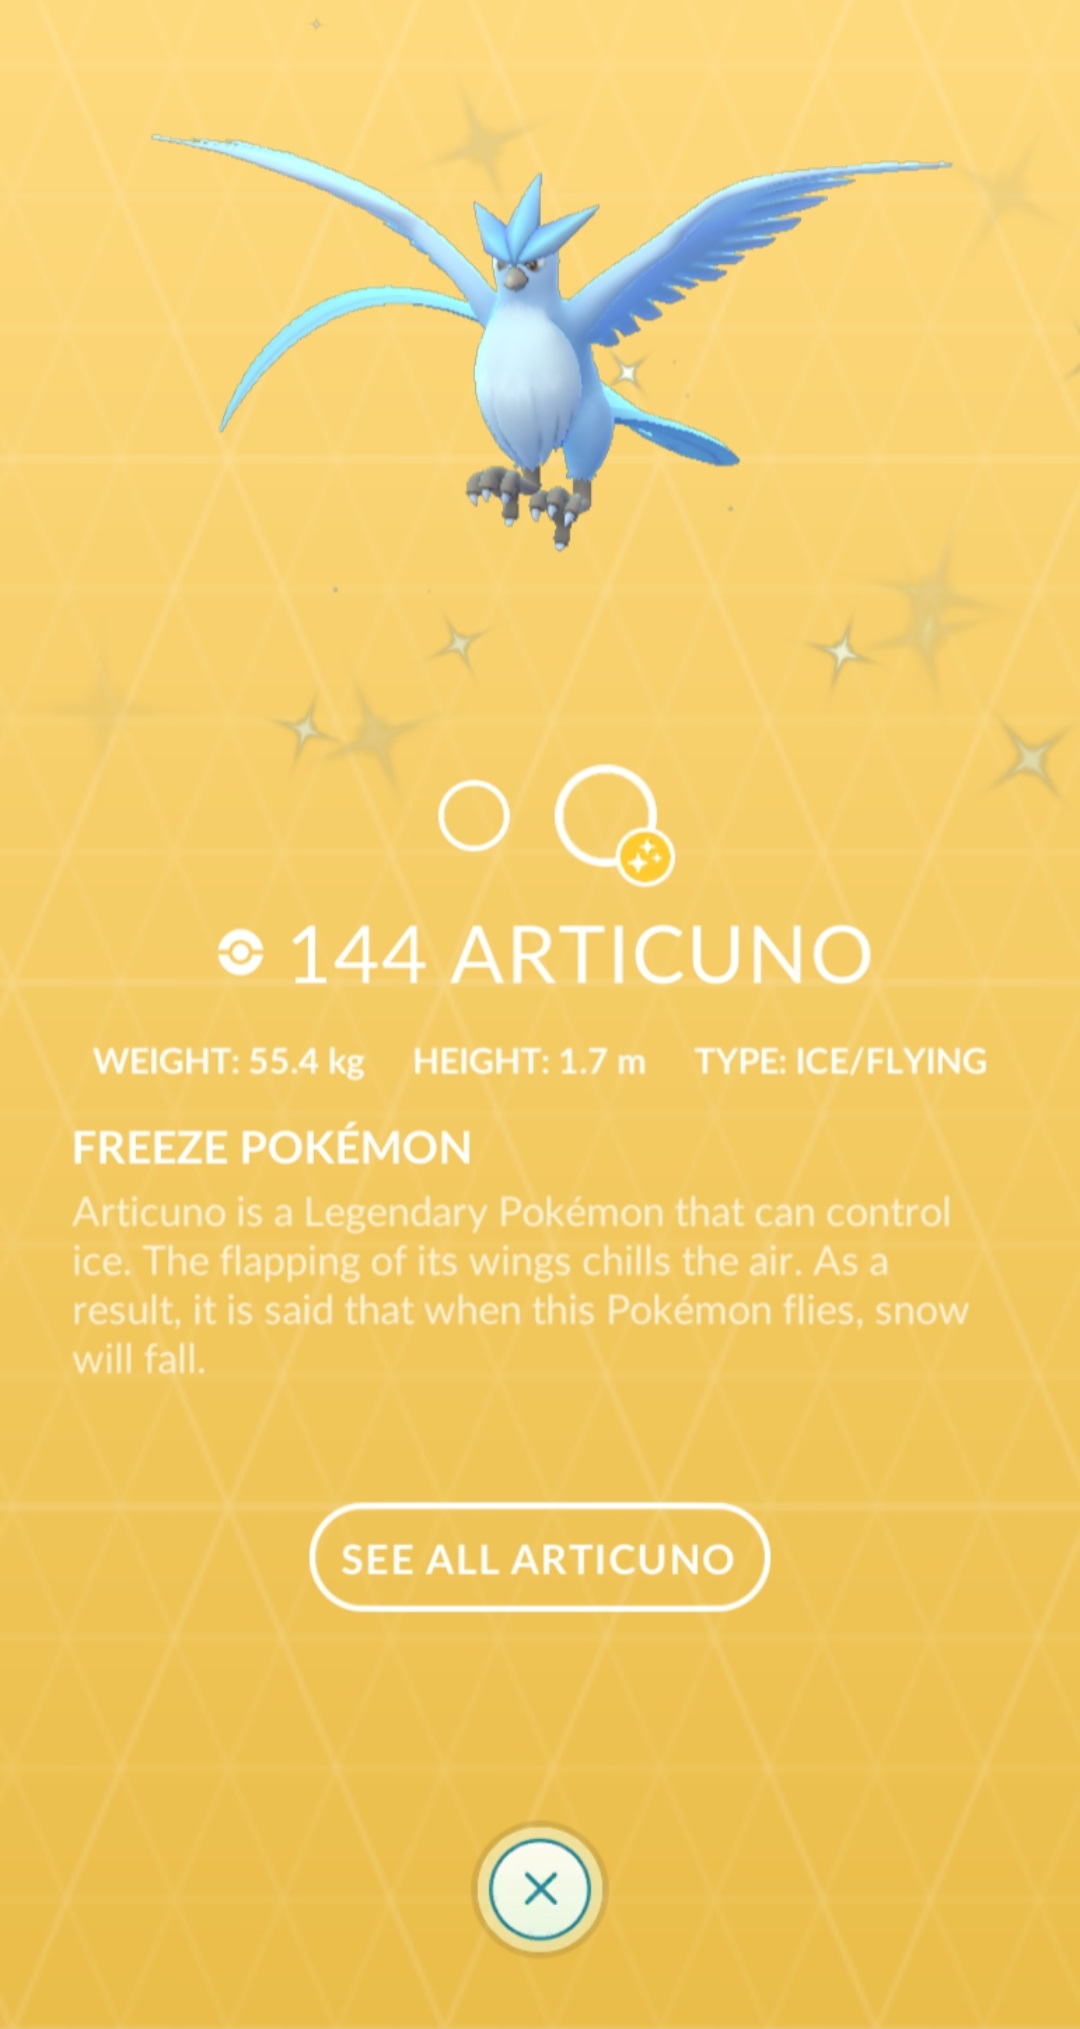 144 ARTICUNO
WEIGHT: 55.4 kg HEIGHT: 1.7 m TYPE: ICE/FLYING
FREEZE POKÉMON
Articuno is a Legendary Pokémon that can control
ice. The flapping of its wings chills the air. As a
result, it is said that when this Pokémon flies, snow
will fall.
SEE ALL ARTICUNO